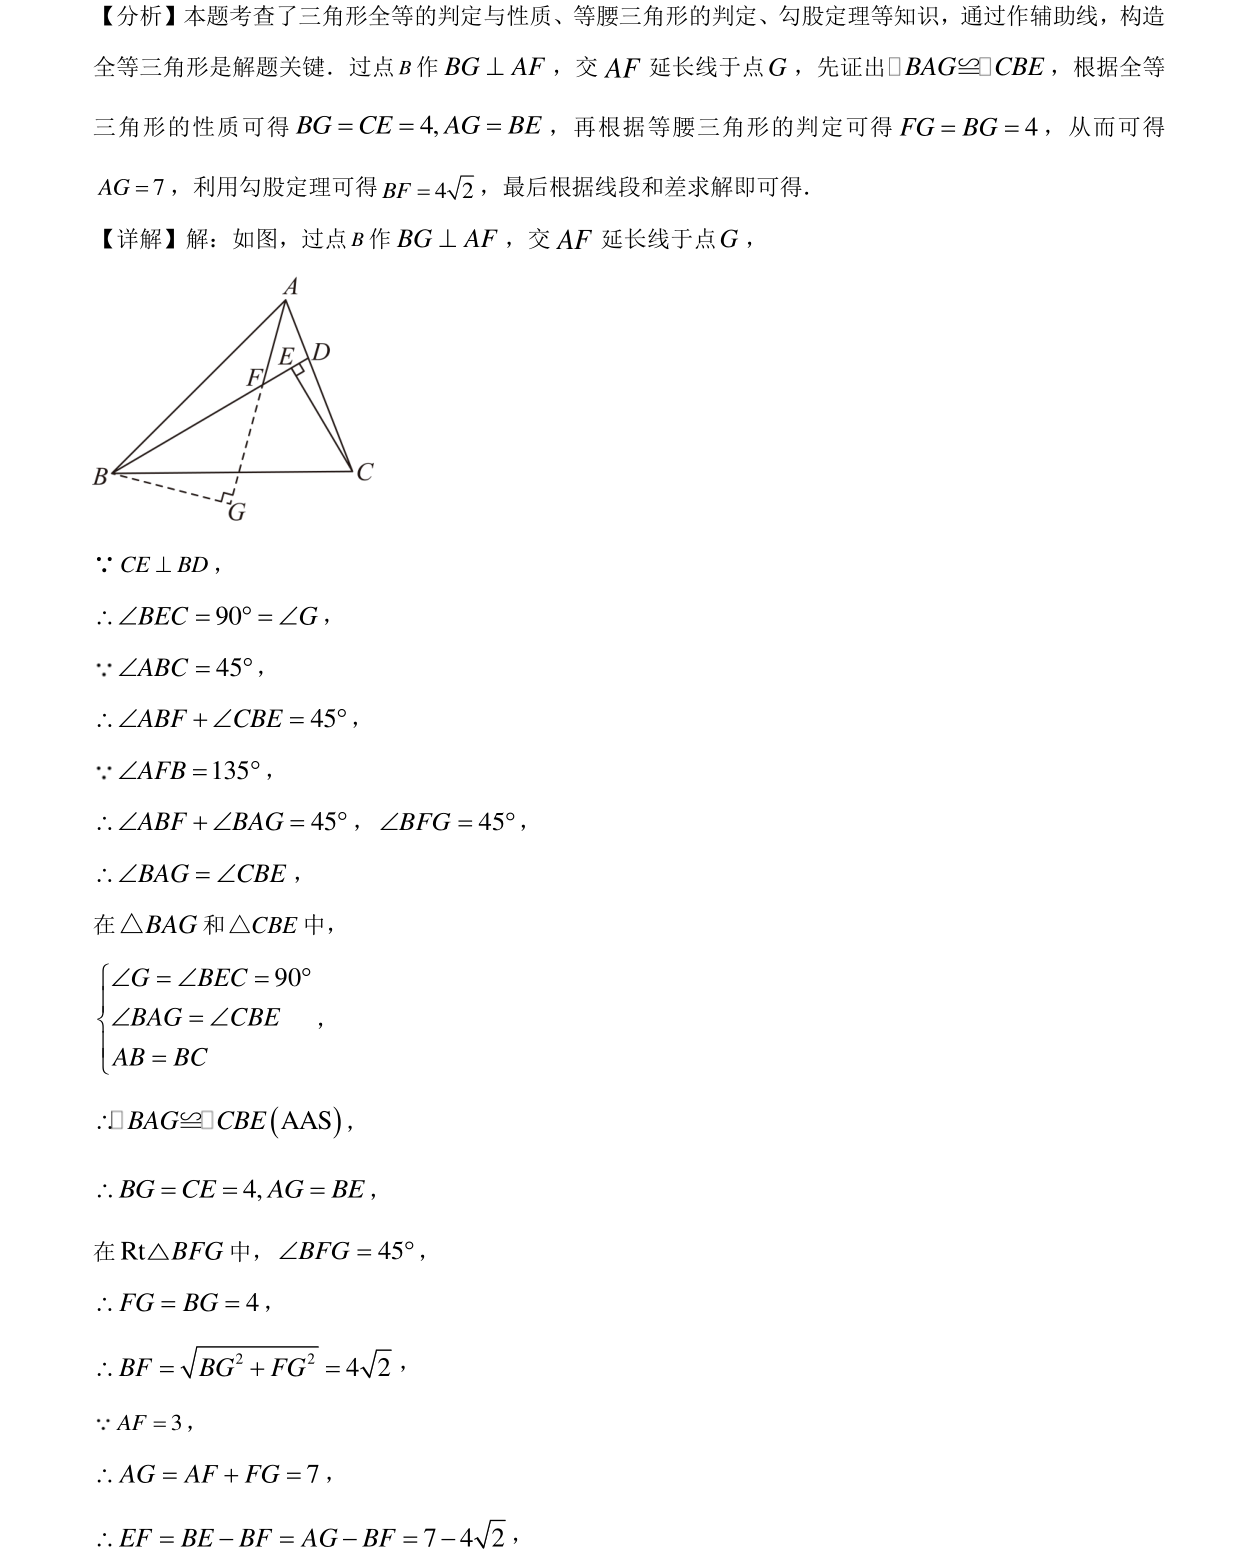 【分析】本题考查了三角形全等的判定与性质、等腰三角形的判定、勾股定理等知识，通过作辅助线，构造
全等三角形是解题关键．过点B作BG⊥AF，交AF延长线于点G，先证出□BAG≌□CBE，根据全等
三角形的性质可得BG=CE=4,AG=BE，再根据等腰三角形的判定可得FG=BG=4，从而可得
AG=7，利用勾股定理可得BF=4√2，最后根据线段和差求解即可得．
【详解】解：如图，过点B作BG⊥AF，交AF延长线于点G，
A
E D
F
B C
G
∵CE⊥BD，
∴∠BEC=90°=∠G，
∵∠ABC=45°，
∴∠ABF+∠CBE=45°，
∵∠AFB=135°，
∴∠ABF+∠BAG=45°，∠BFG=45°，
∴∠BAG=∠CBE，
在△BAG和△CBE中，
∠G=∠BEC=90°
∠BAG=∠CBE ，
AB=BC
∴□BAG≌□CBE(AAS)，
∴BG=CE=4,AG=BE，
在Rt△BFG中，∠BFG=45°，
∴FG=BG=4，
∴BF=√(BG²+FG²)=4√2，
∵AF=3，
∴AG=AF+FG=7，
∴EF=BE−BF=AG−BF=7−4√2，